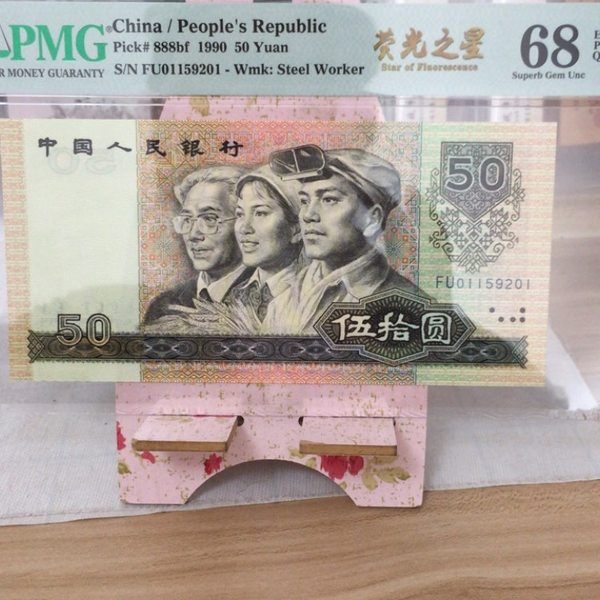 PMG
R MONEY GUARANTY
China / People's Republic
Pick# 888bf 1990 50 Yuan
S/N FU01159201 - Wmk: Steel Worker
荧光之星
Star of Fluorescence
68
Superb Gem Unc
E
P
Q
中国人民银行
50
FU01159201
50
伍拾圆